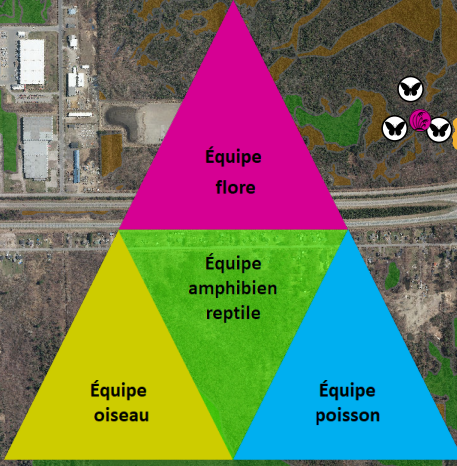 Équipe
flore
Équipe
amphibien
reptile
Équipe
oiseau
Équipe
poisson